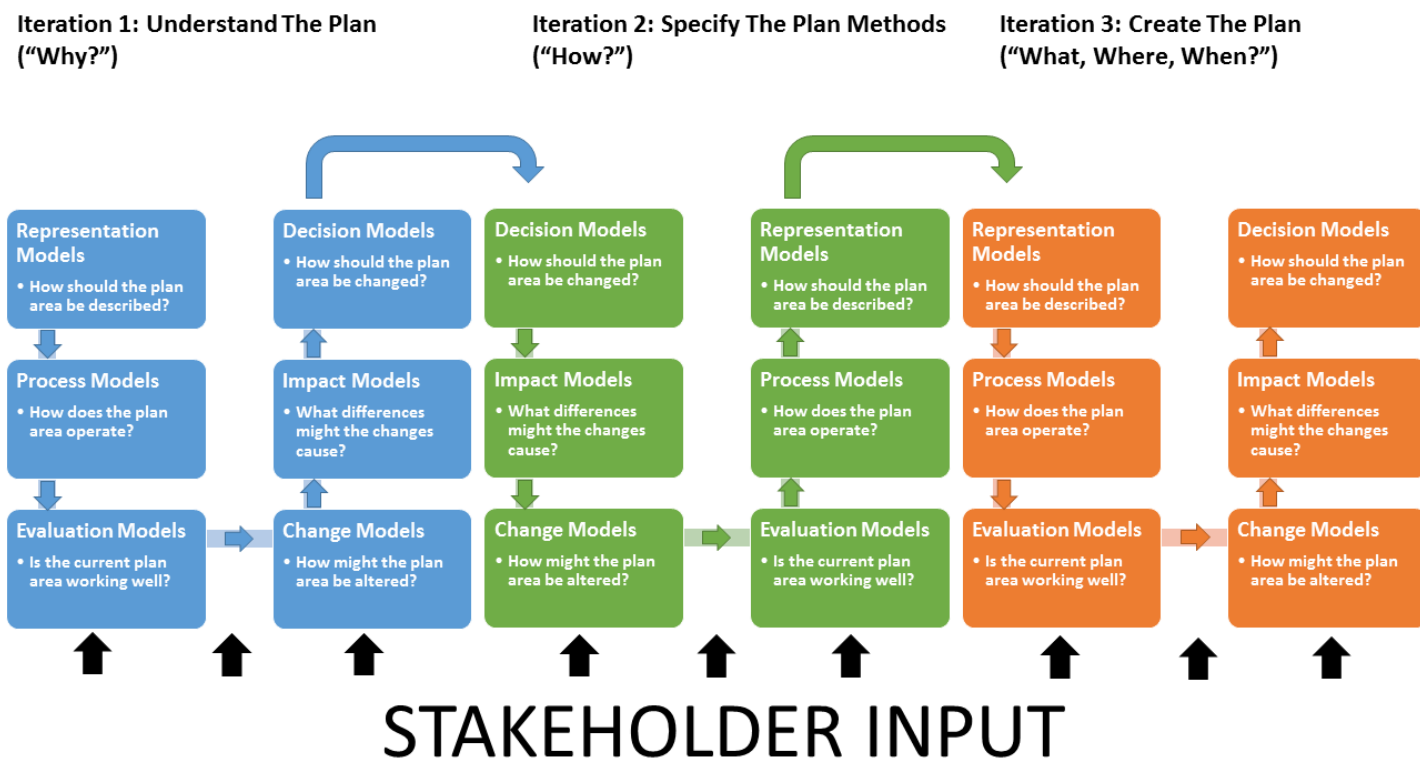 Iteration 1: Understand The Plan
(“Why?”)
Iteration 2: Specify The Plan Methods
(“How?”)
Iteration 3: Create The Plan
(“What, Where, When?”)
Representation
Models
• How should the plan
area be described?
Process Models
• How does the plan
area operate?
Evaluation Models
• Is the current plan
area working well?
Decision Models
• How should the plan
area be changed?
Impact Models
• What differences
might the changes
cause?
Change Models
• How might the plan
area be altered?
Decision Models
• How should the plan
area be changed?
Impact Models
• What differences
might the changes
cause?
Change Models
• How might the plan
area be altered?
Representation
Models
• How should the plan
area be described?
Process Models
• How does the plan
area operate?
Evaluation Models
• Is the current plan
area working well?
Representation
Models
• How should the plan
area be described?
Process Models
• How does the plan
area operate?
Evaluation Models
• Is the current plan
area working well?
Decision Models
• How should the plan
area be changed?
Impact Models
• What differences
might the changes
cause?
Change Models
• How might the plan
area be altered?
STAKEHOLDER INPUT